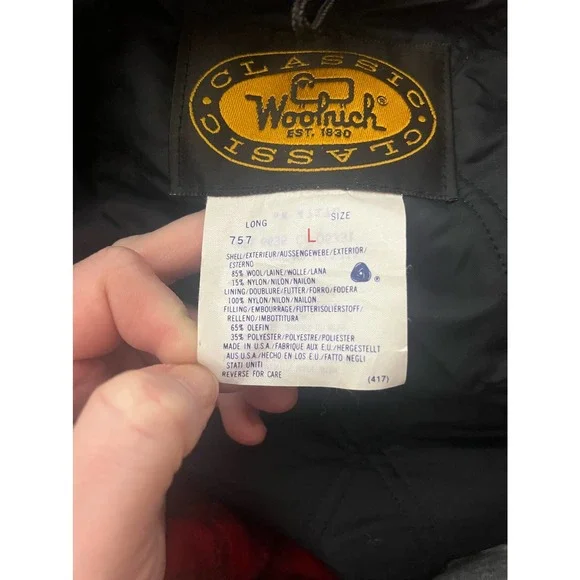 CLASSIC
Woolrich®
EST. 1830
CLASSIC
LONG SIZE
757 L
SHELL/EXTERIEUR/AUSSENGEWEBE/EXTERIOR/
ESTERNO
85% WOOL/LAINE/WOLLE/LANA
15% NYLON/NILON/NAILON
LINING/DOUBLURE/FUTTER/FORRO/FODERA
100% NYLON/NILON/NAILON
FILLING/EMBOURRAGE/FUTTERISOLIERSTOFF/
RELLENO/IMBOTTITURA
65% OLEFIN
35% POLYESTER/POLYESTRE/POLIESTER
MADE IN U.S.A./FABRIQUE AUX E.U./HERGESTELLT
AUS U.S.A./HECHO EN LOS E.U./FATTO NEGLI
STATI UNITI
REVERSE FOR CARE (417)